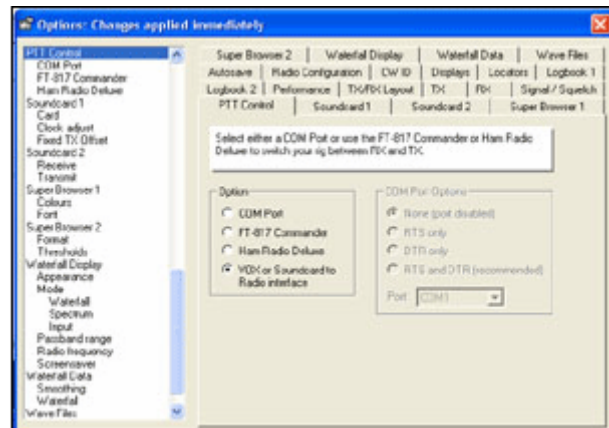 Options: Changes applied immediately
PTT Control
COM Port
FT-817 Commander
Ham Radio Deluxe
Soundcard 1
Card
Clock adjust
Fixed TX Offset
Soundcard 2
Receive
Transmit
Super Browser 1
Colours
Font
Super Browser 2
Format
Thresholds
Waterfall Display
Appearance
Mode
Waterfall
Spectrum
Input
Passband range
Radio frequency
Screensaver
Waterfall Data
Smoothing
Waterfall
Wave Files
Super Browser 2 Waterfall Display Waterfall Data Wave Files
Autosave Radio Configuration CW ID Displays Locators Logbook 1
Logbook 2 Performance TX/RX Layout TX RX Signal / Squelch
PTT Control Soundcard 1 Soundcard 2 Super Browser 1
Select either a COM Port or use the FT-817 Commander or Ham Radio
Deluxe to switch your rig between RX and TX.
Option
COM Port
FT-817 Commander
Ham Radio Deluxe
VOX or Soundcard to
Radio interface
COM Port Options
None (port disabled)
RTS only
DTR only
RTS and DTR (recommended)
Port: COM1